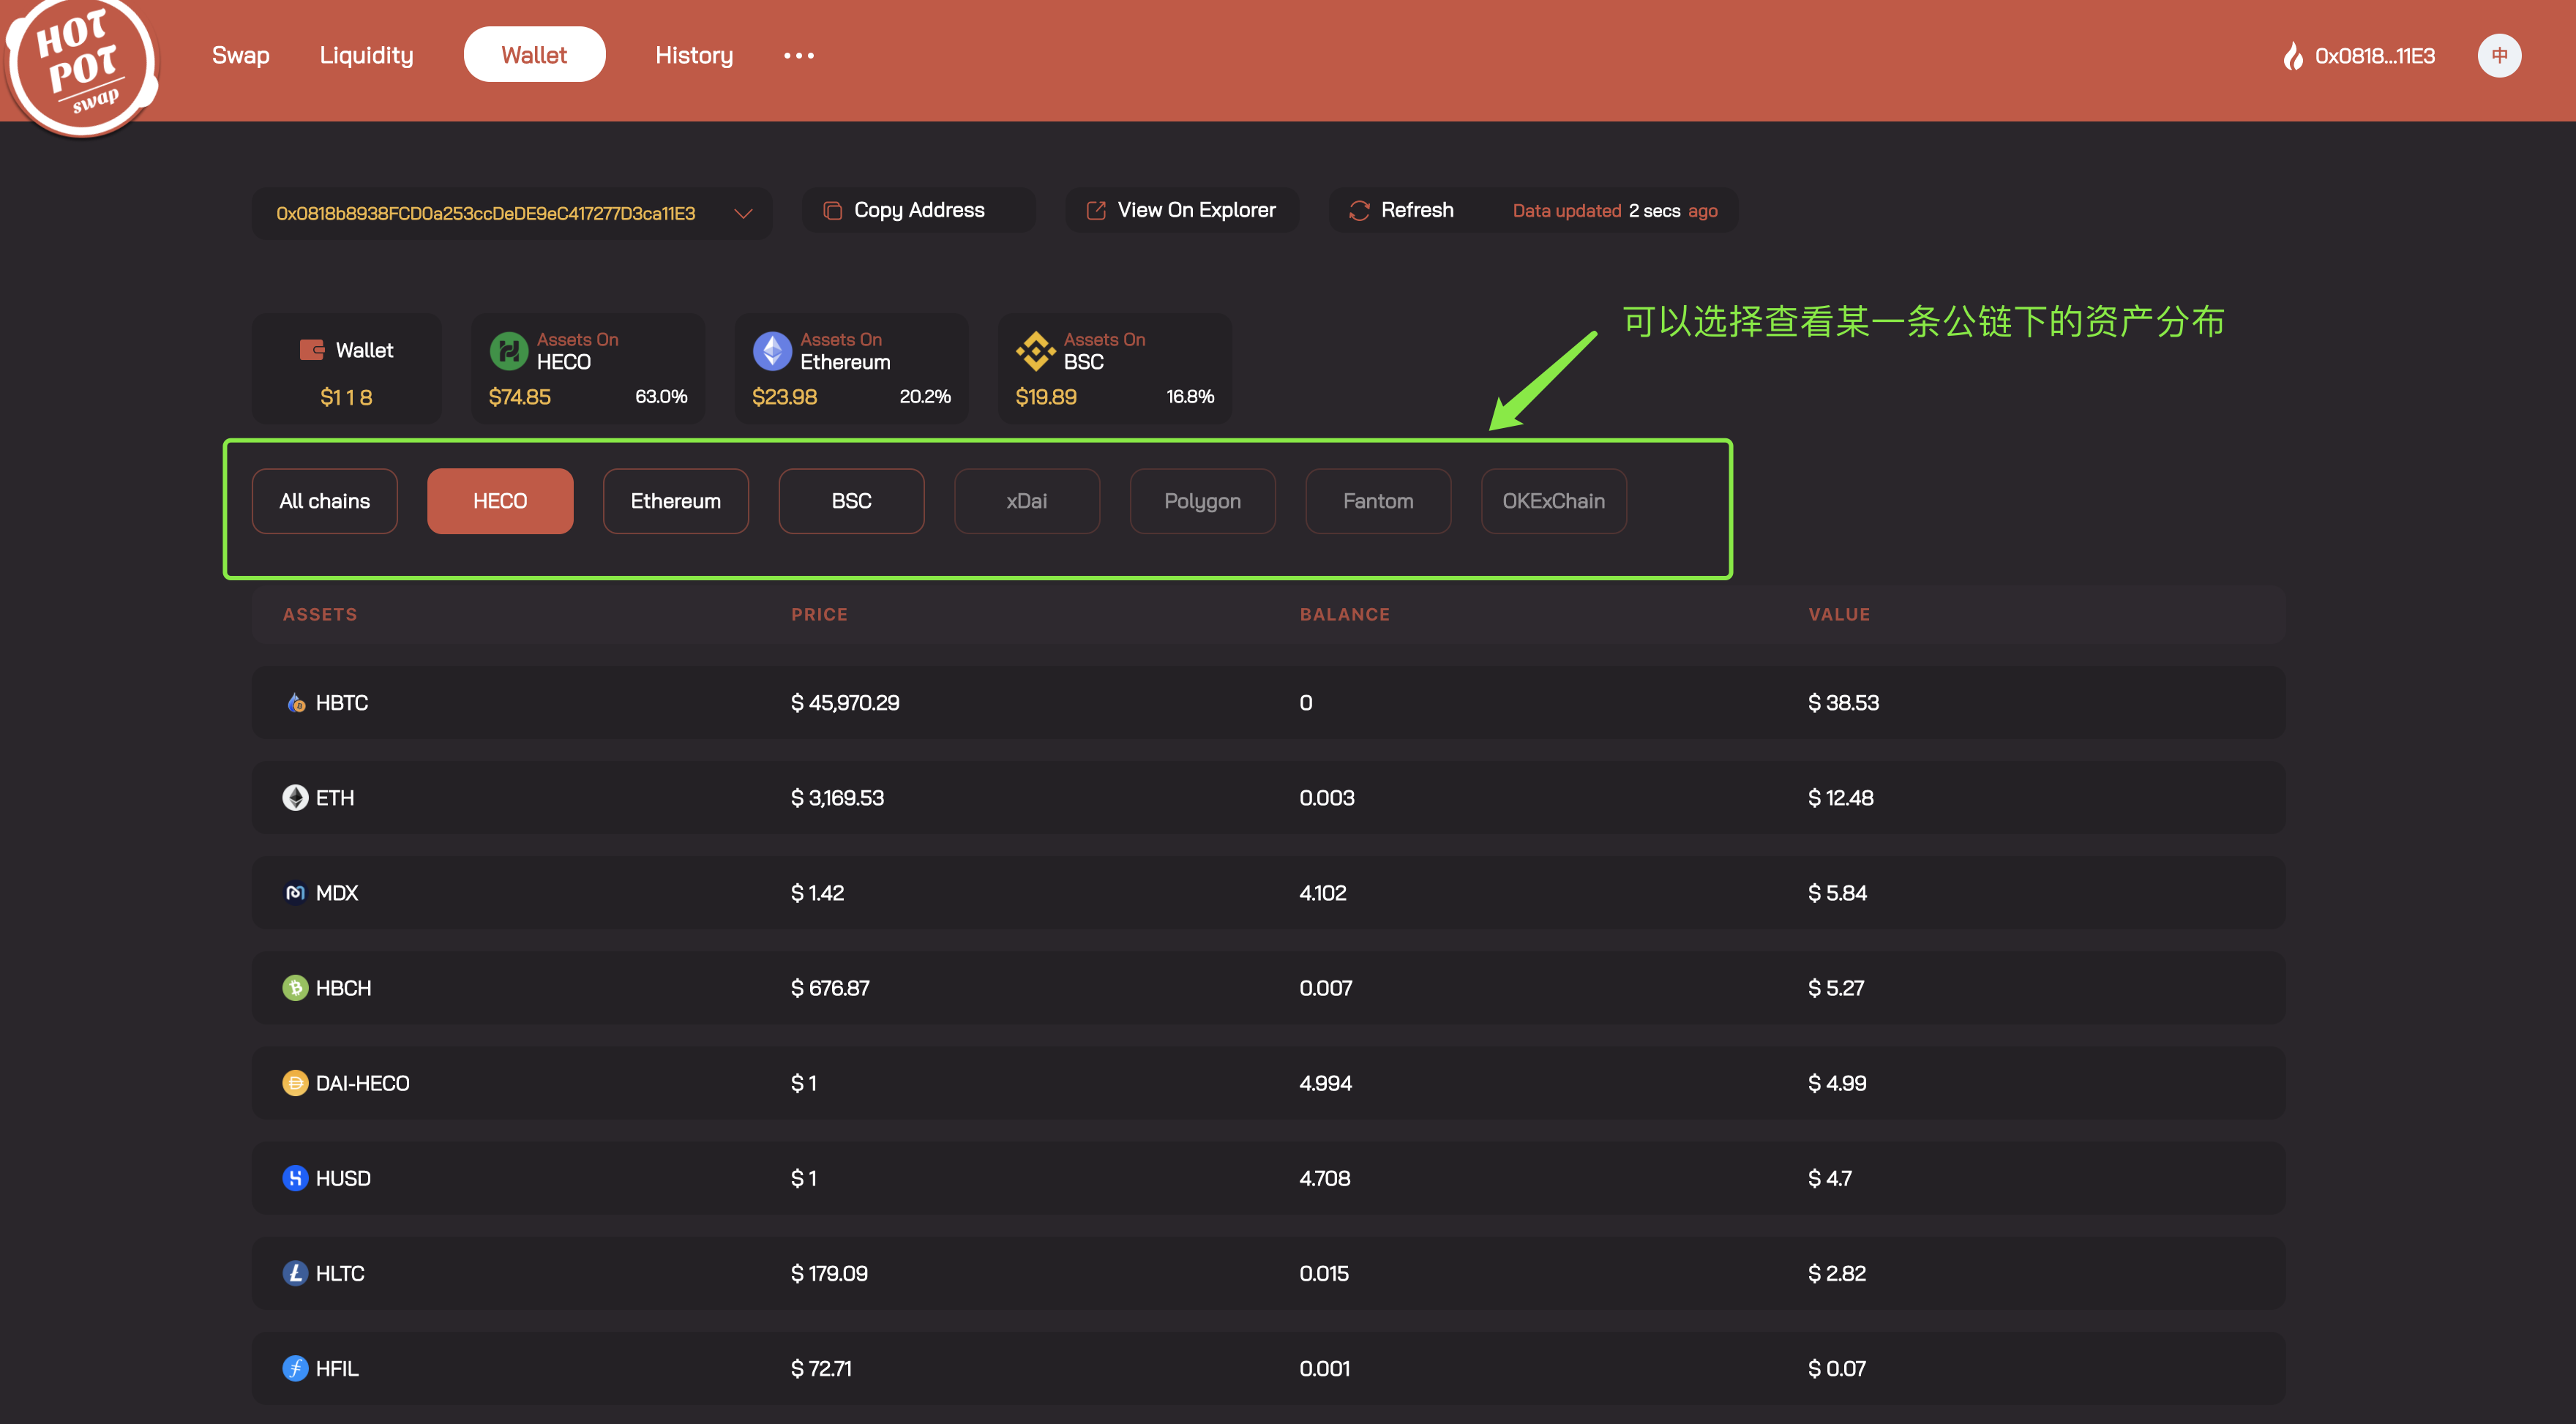 HOT
POT
swap
Swap Liquidity Wallet History 0x0818...11E3 中
0x0818b8938FCD0a253ccDeDE9eC417277D3ca11E3 Copy Address View On Explorer Refresh Data updated 2 secs ago
可以选择查看某一条公链下的资产分布
Wallet
$118
Assets On
HECO
$74.85 63.0%
Assets On
Ethereum
$23.98 20.2%
Assets On
BSC
$19.89 16.8%
All chains HECO Ethereum BSC xDai Polygon Fantom OKExChain
ASSETS PRICE BALANCE VALUE
HBTC $ 45,970.29 0 $ 38.53
ETH $ 3,169.53 0.003 $ 12.48
MDX $ 1.42 4.102 $ 5.84
HBCH $ 676.87 0.007 $ 5.27
DAI-HECO $ 1 4.994 $ 4.99
HUSD $ 1 4.708 $ 4.7
HLTC $ 179.09 0.015 $ 2.82
HFIL $ 72.71 0.001 $ 0.07